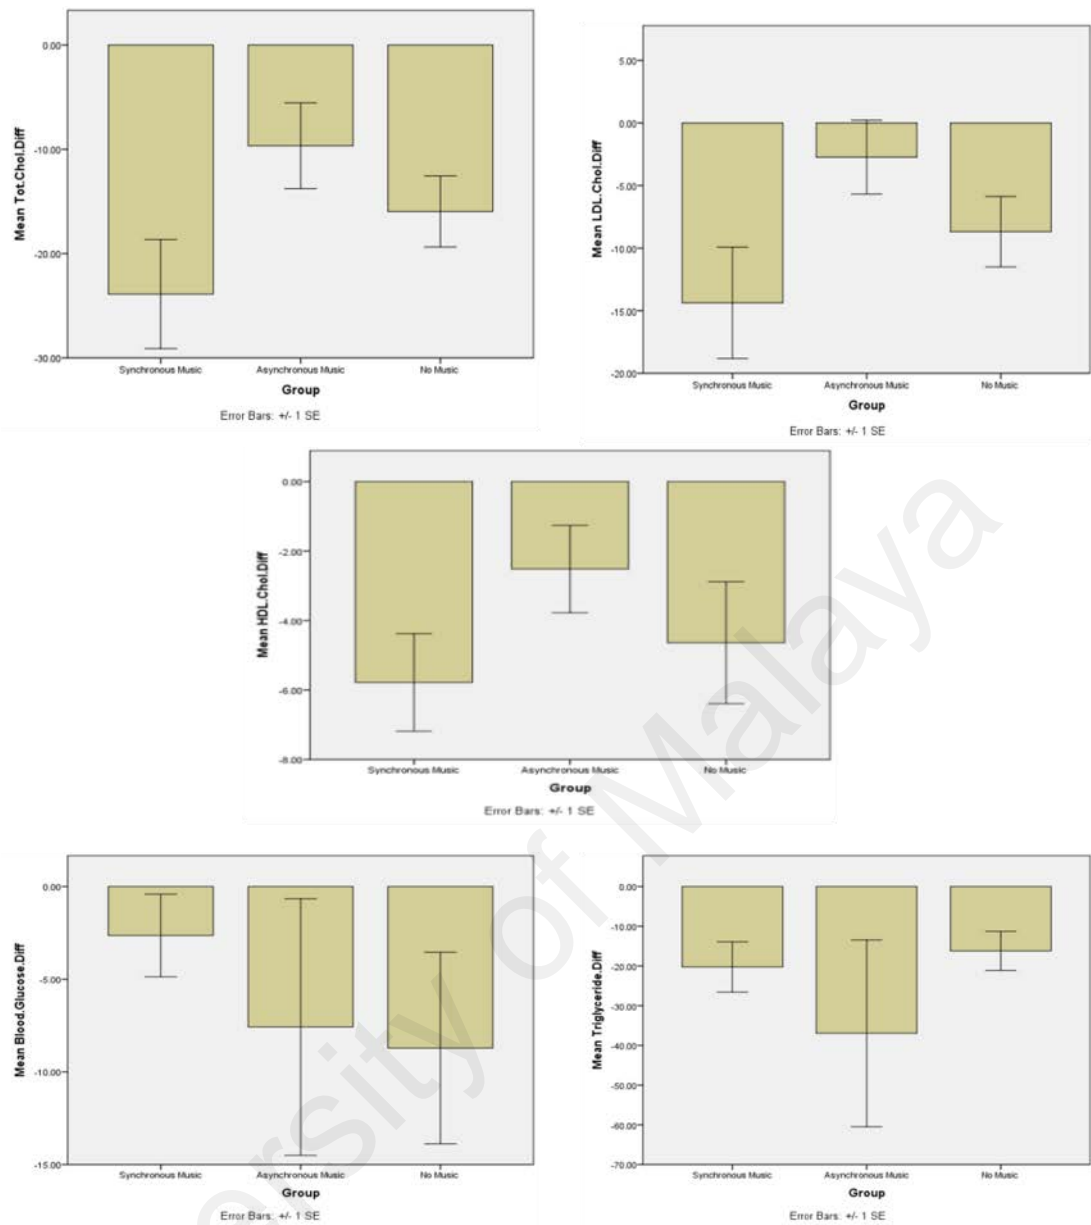 0.00
-10.00
-20.00
-30.00
Mean Tot.Chol.Diff
Synchronous Music Asynchronous Music No Music
Group
Error Bars: +/- 1 SE
5.00
0.00
-5.00
-10.00
-15.00
-20.00
Mean LDL.Chol.Diff
Synchronous Music Asynchronous Music No Music
Group
Error Bars: +/- 1 SE
0.00
-2.00
-4.00
-6.00
-8.00
Mean HDL.Chol.Diff
Synchronous Music Asynchronous Music No Music
Group
Error Bars: +/- 1 SE
0.00
-5.00
-10.00
-15.00
Mean Blood.Glucose.Diff
Synchronous Music Asynchronous Music No Music
Group
Error Bars: +/- 1 SE
0.00
-10.00
-20.00
-30.00
-40.00
-50.00
-60.00
-70.00
Mean Triglyceride.Diff
Synchronous Music Asynchronous Music No Music
Group
Error Bars: +/- 1 SE
ersity of Malaya